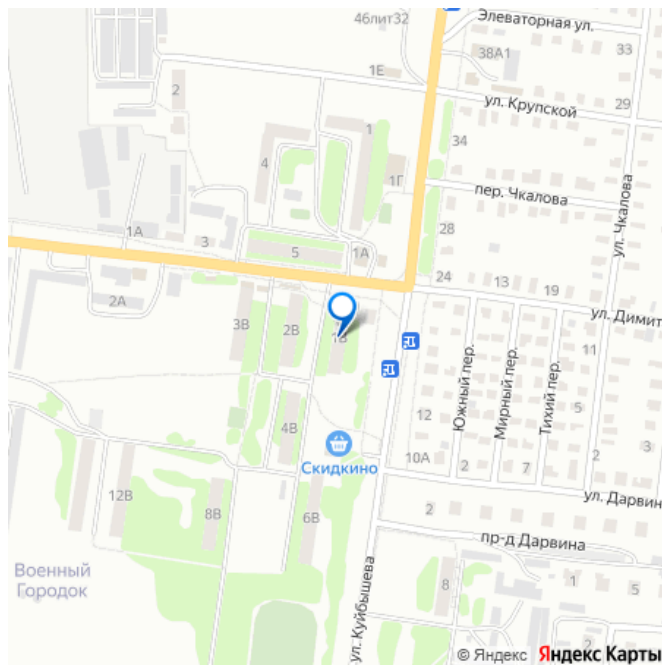 46лит32
Элеваторная ул.
38А1
33
1Е
2
ул. Крупской
29
1
34
4
1Г
пер. Чкалова
ул. Чкалова
28
1А
3
5
1А
24
13
19
2А
ул. Димит
3В
2В
1В
11
Южный пер.
Мирный пер.
Тихий пер.
12
5
4В
Скидкино
10А
2
7
2
3
12В
8В
6В
2
ул. Дарвин
пр-д Дарвина
Военный
Городок
ул. Куйбышева
8
1
5
2
© Яндекс Яндекс Карты